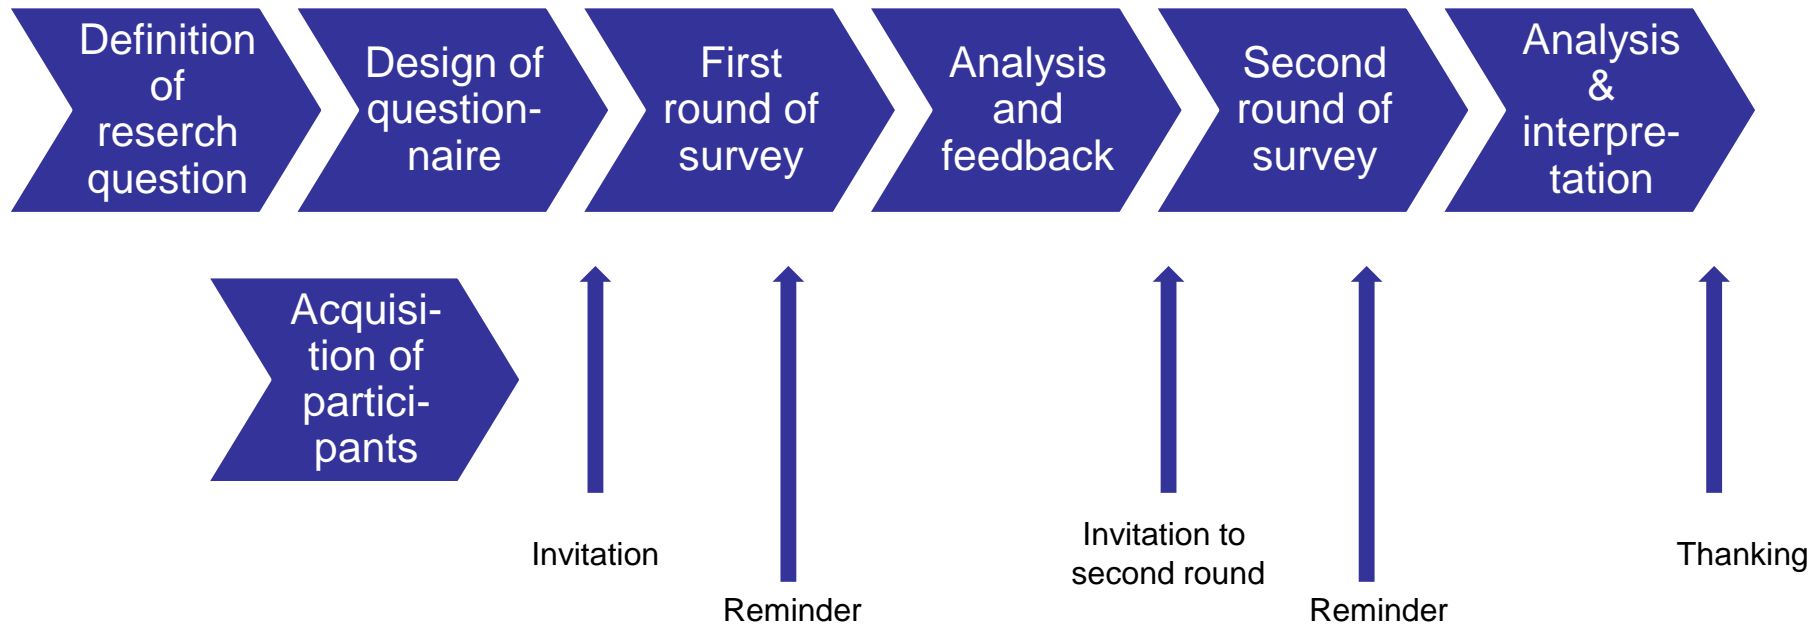 Definition
of
reserch
question
Design of
question-
naire
First
round of
survey
Analysis
and
feedback
Second
round of
survey
Analysis
&
interpre-
tation
Acquisi-
tion of
partici-
pants
Invitation
Reminder
Invitation to
second round
Reminder
Thanking